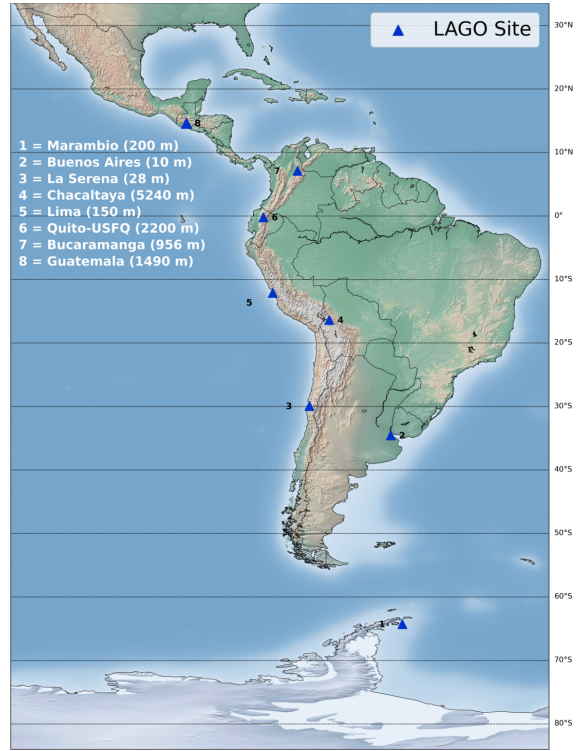 LAGO Site
30°N
20°N
8
1 = Marambio (200 m)
2 = Buenos Aires (10 m)
3 = La Serena (28 m)
4 = Chacaltaya (5240 m)
5 = Lima (150 m)
6 = Quito-USFQ (2200 m)
7 = Bucaramanga (956 m)
8 = Guatemala (1490 m)
10°N
7
6
0°
10°S
5
4
20°S
3
30°S
2
40°S
50°S
60°S
1
70°S
80°S